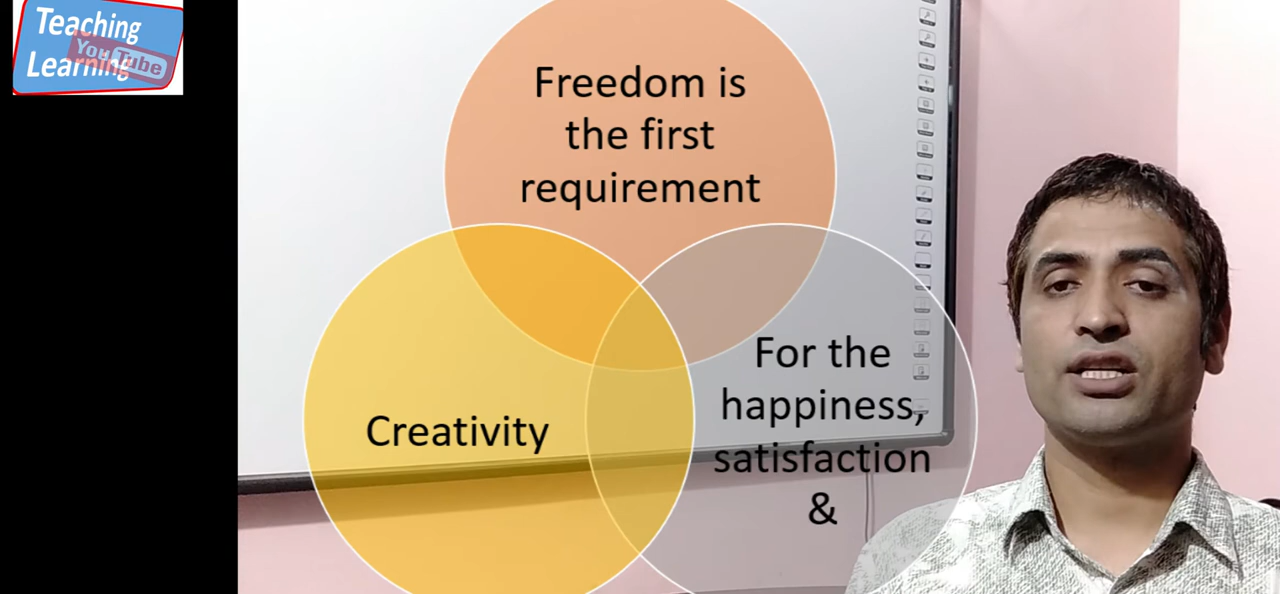 Teaching
Learning
YouTube
Freedom is
the first
requirement
For the
happiness,
satisfaction
&
Creativity